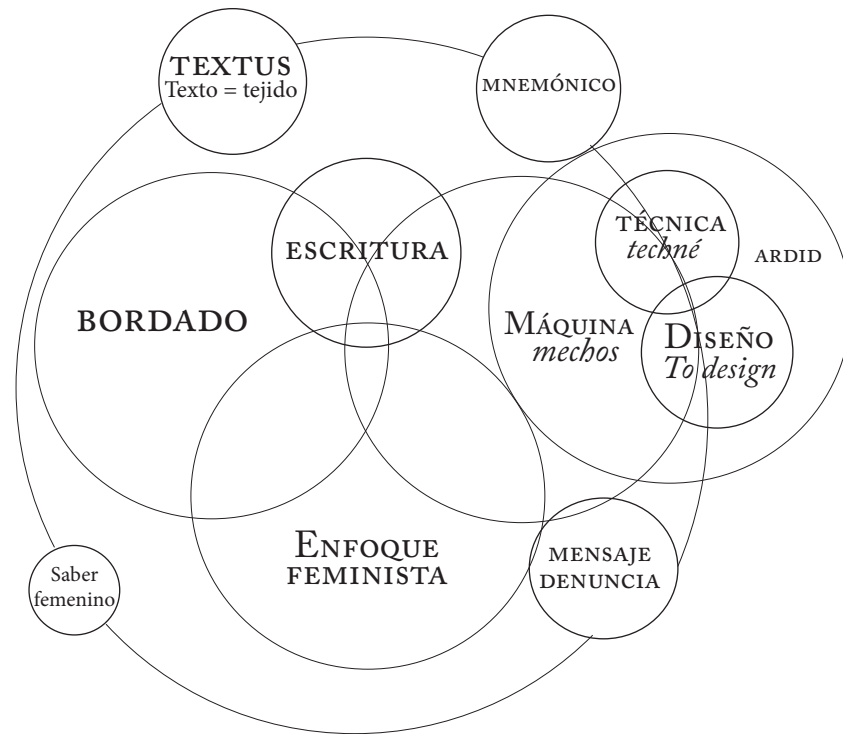 TEXTUS
Texto = tejido
MNEMÓNICO
ESCRITURA
TÉCNICA
techné
ARDID
BORDADO
MÁQUINA
mechos
DISEÑO
To design
ENFOQUE
FEMINISTA
MENSAJE
DENUNCIA
Saber
femenino